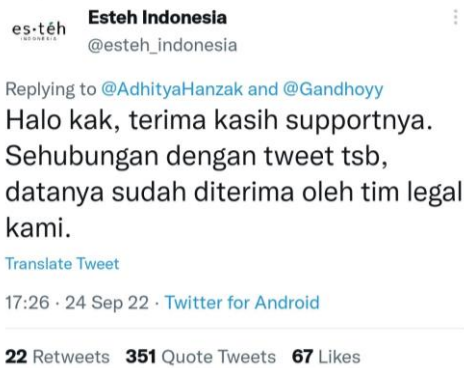 es·têh
INDONESIA
Esteh Indonesia
@esteh_indonesia
Replying to @AdhityaHanzak and @Gandhoyy
Halo kak, terima kasih supportnya.
Sehubungan dengan tweet tsb,
datanya sudah diterima oleh tim legal
kami.
Translate Tweet
17:26 · 24 Sep 22 · Twitter for Android
22 Retweets 351 Quote Tweets 67 Likes